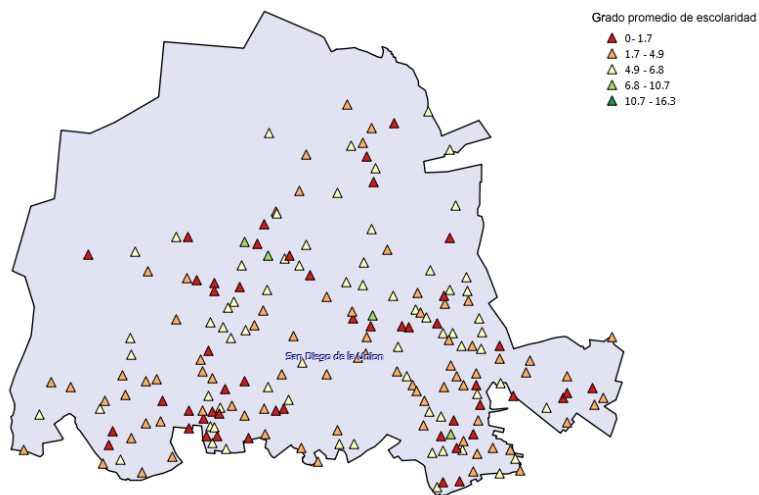 Grado promedio de escolaridad
0- 1.7
1.7 - 4.9
4.9 - 6.8
6.8 - 10.7
10.7 - 16.3
San Diego de la Unión